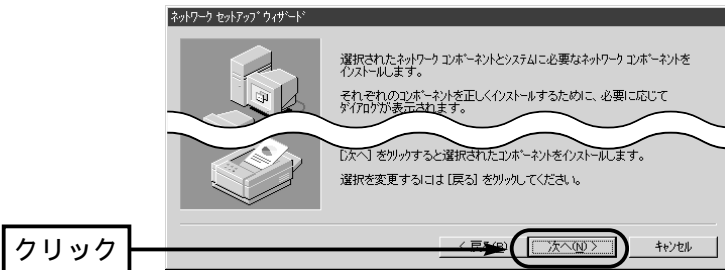 ネットワーク セットアップ ウィザード
選択されたネットワーク コンポーネントとシステムに必要なネットワーク コンポーネントを
インストールします。
それぞれのコンポーネントを正しくインストールするために、必要に応じて
ダイアログが表示されます。
[次へ] をクリックすると選択されたコンポーネントをインストールします。
選択を変更するには [戻る] をクリックしてください。
クリック
< 戻る(B)
次へ(N) >
キャンセル